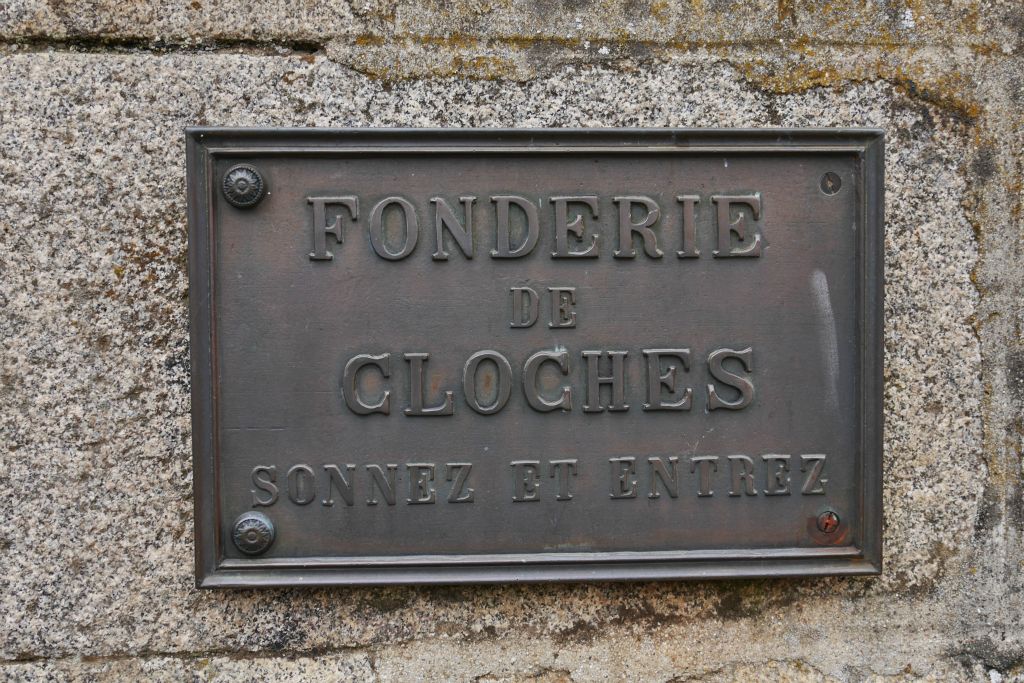 FONDERIE
DE
CLOCHES
SONNEZ ET ENTREZ